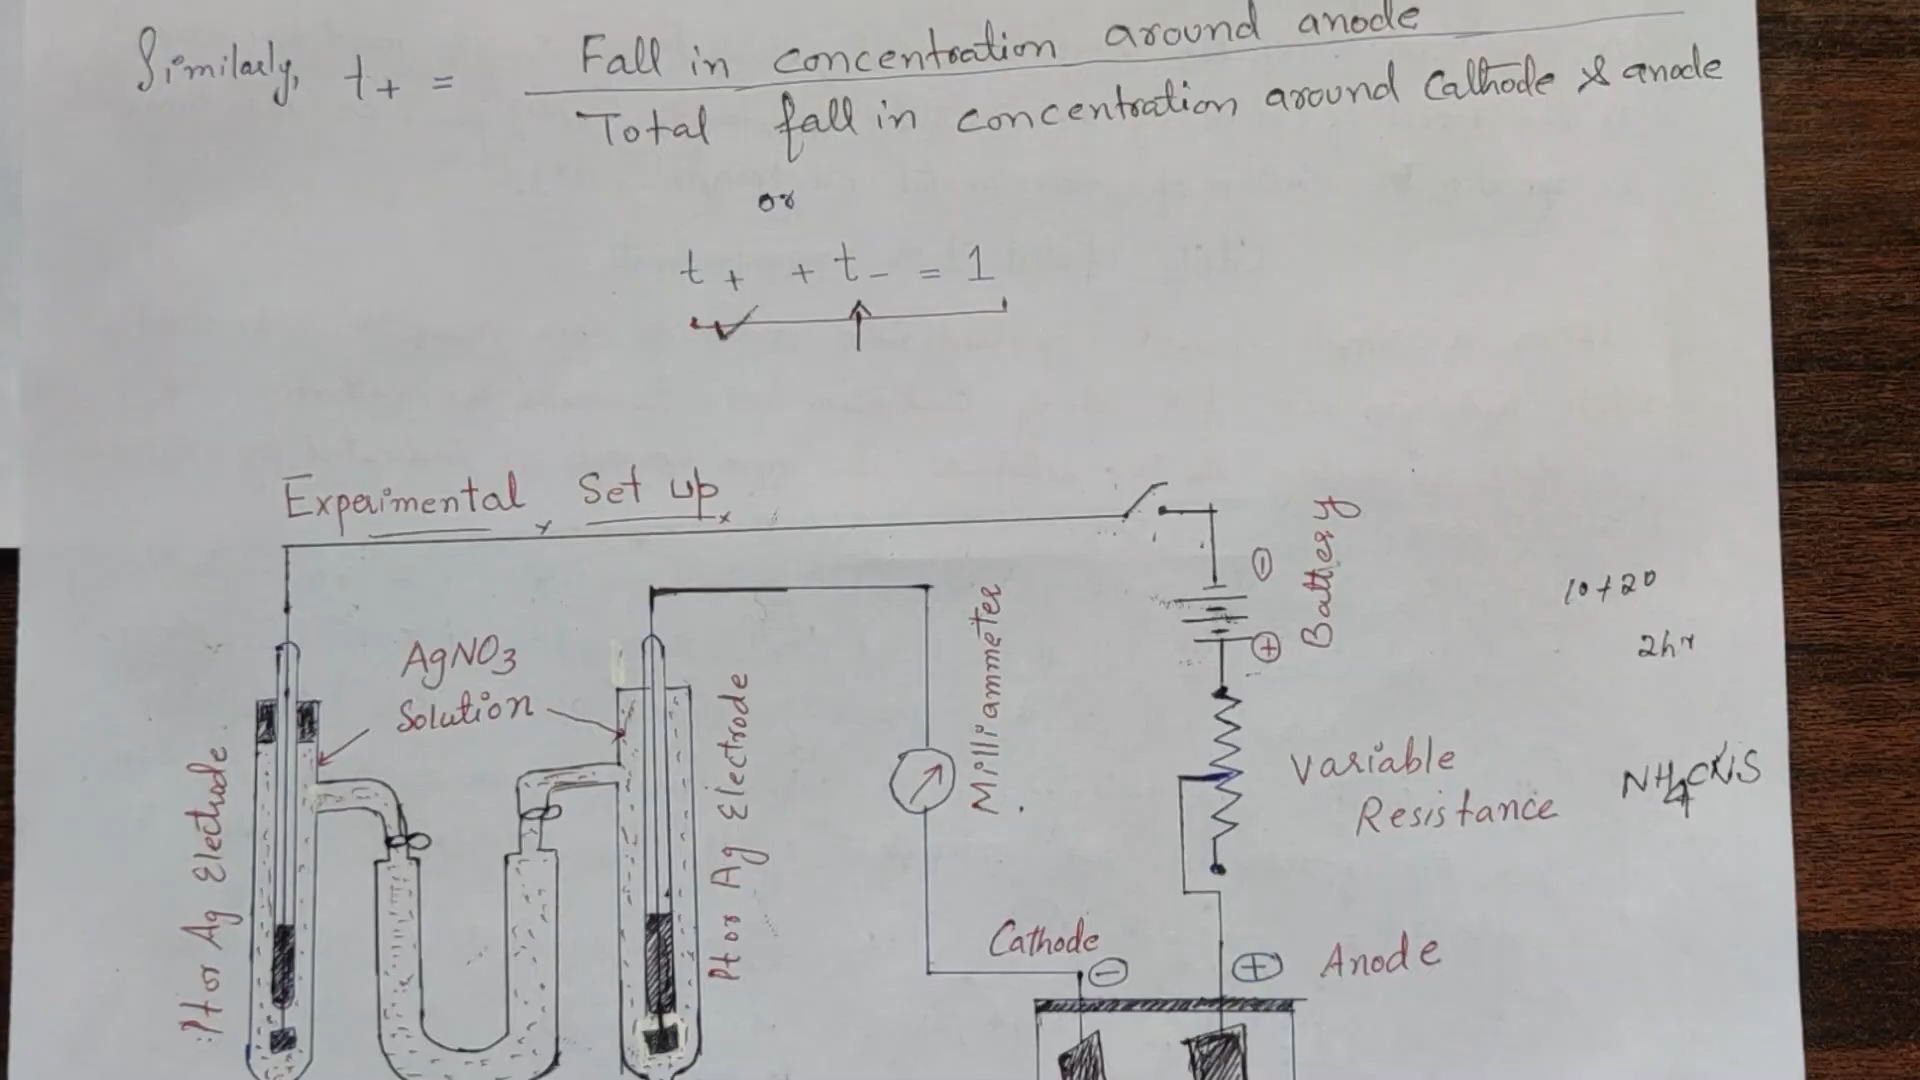 Similarly, t+ = Fall in concentration around anode
Total fall in concentration around Cathode & anode
or
t+ + t- = 1
Experimental Set up
Battery
10+20
2hr
AgNO3
Solution
Milliammeter
Pt or Ag Electrode
Pt or Ag Electrode
Variable
Resistance
Cathode
Anode